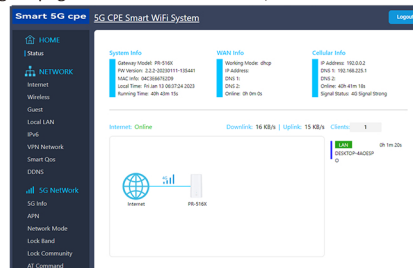 Smart 5G cpe
5G CPE Smart WiFi System
Logout
HOME
Status
NETWORK
Internet
Wireless
Guest
Local LAN
IPv6
VPN Network
Smart Qos
DDNS
5G NetWork
5G Info
APN
Network Mode
Lock Band
Lock Community
AT Command
System Info
Gateway Model: PR-516X
FW Version: 2.2.2-20230111-135441
MAC Info: 04C3E667E2D9
Local Time: Fri Jan 13 06:37:24 2023
Running Time: 40h 43m 15s
WAN Info
Working Mode: dhcp
IP Address:
DNS 1:
DNS 2:
Online: 0h 0m 0s
Cellular Info
IP Address: 192.0.0.2
DNS 1: 192.168.225.1
DNS 2:
Online: 40h 41m 18s
Signal Status: 4G Signal Strong
Internet: Online
Downlink: 16 KB/s | Uplink: 15 KB/s
Clients: 1
4G
Internet
PR-516X
LAN
0h 1m 20s
DESKTOP-4AOESP
O